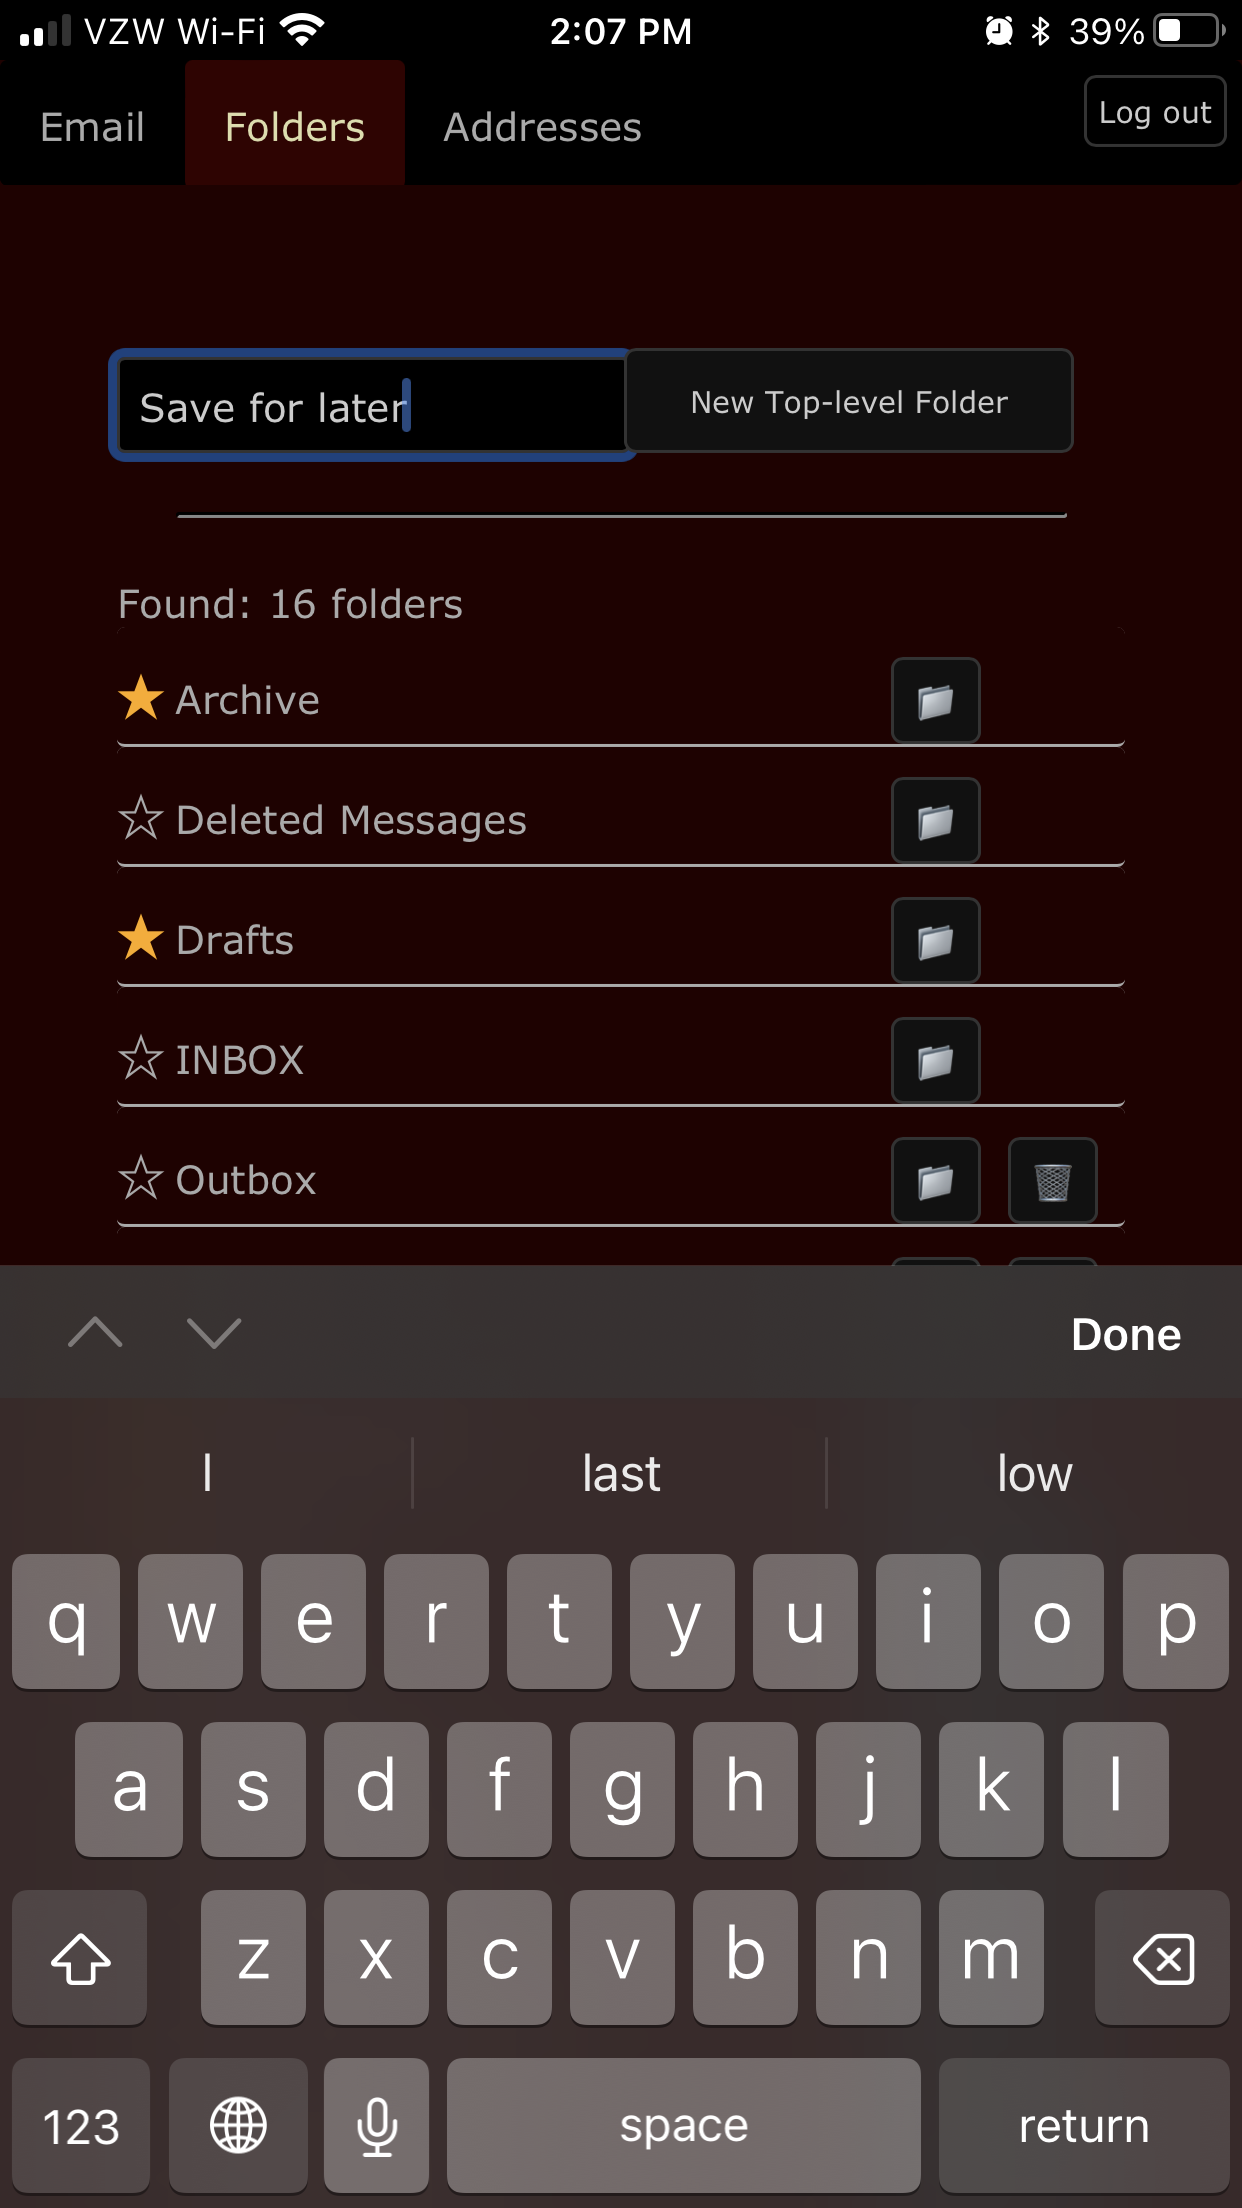 VZW Wi-Fi 2:07 PM 39%
Email Folders Addresses Log out
Save for later New Top-level Folder
Found: 16 folders
Archive
Deleted Messages
Drafts
INBOX
Outbox
Done
l last low
q w e r t y u i o p
a s d f g h j k l
z x c v b n m
123 space return